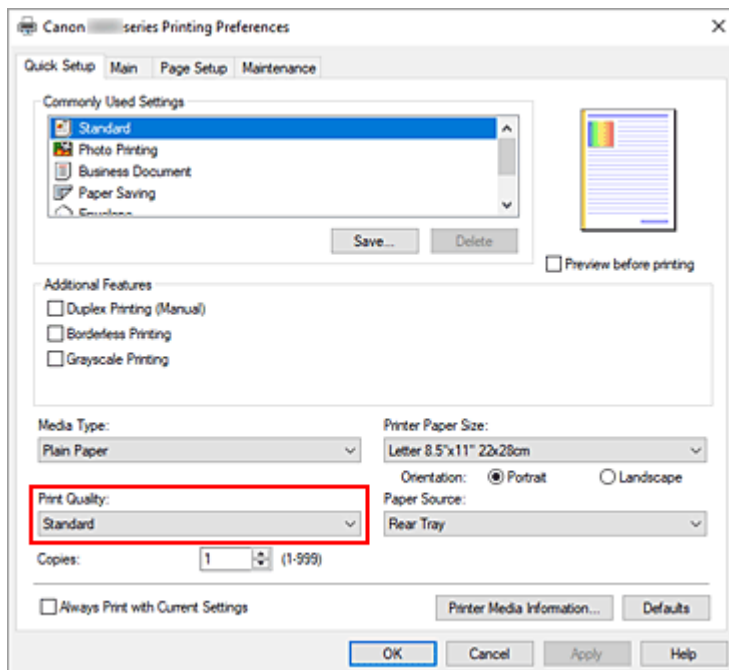 Canon series Printing Preferences
Quick Setup Main Page Setup Maintenance
Commonly Used Settings
Standard
Photo Printing
Business Document
Paper Saving
Envelope
Save... Delete
Preview before printing
Additional Features
Duplex Printing (Manual)
Borderless Printing
Grayscale Printing
Media Type: Printer Paper Size:
Plain Paper Letter 8.5"x11" 22x28cm
Orientation: Portrait Landscape
Print Quality: Paper Source:
Standard Rear Tray
Copies: 1 (1-999)
Always Print with Current Settings Printer Media Information... Defaults
OK Cancel Apply Help